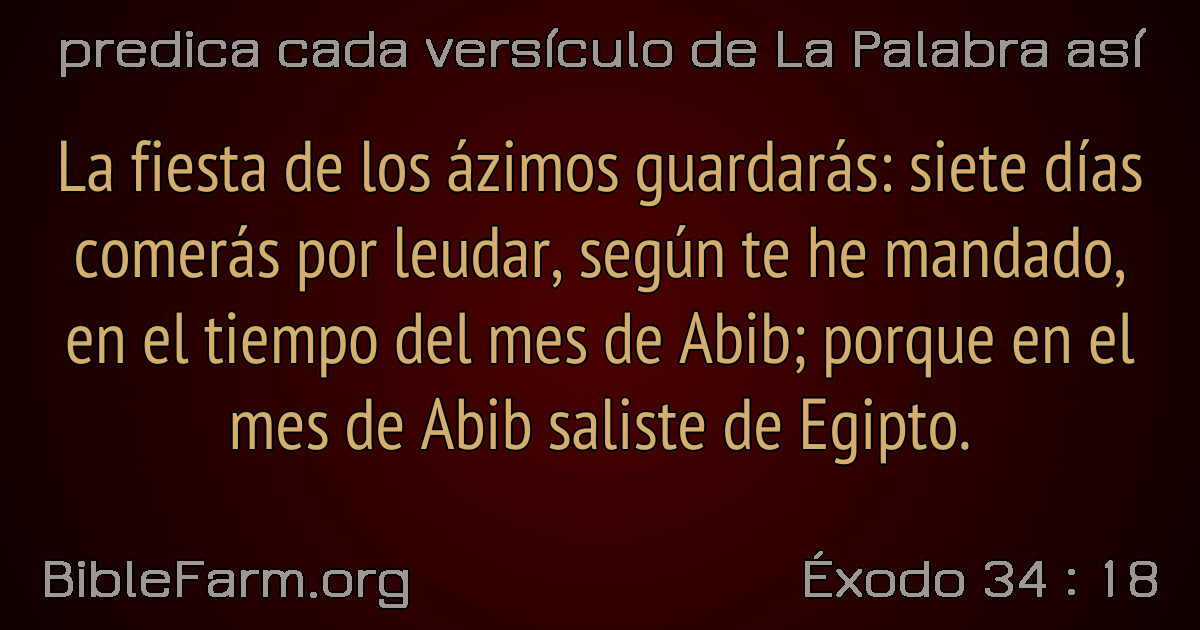 predica cada versículo de La Palabra así
La fiesta de los ázimos guardarás: siete días
comerás por leudar, según te he mandado,
en el tiempo del mes de Abib; porque en el
mes de Abib saliste de Egipto.
BibleFarm.org
Éxodo 34 : 18